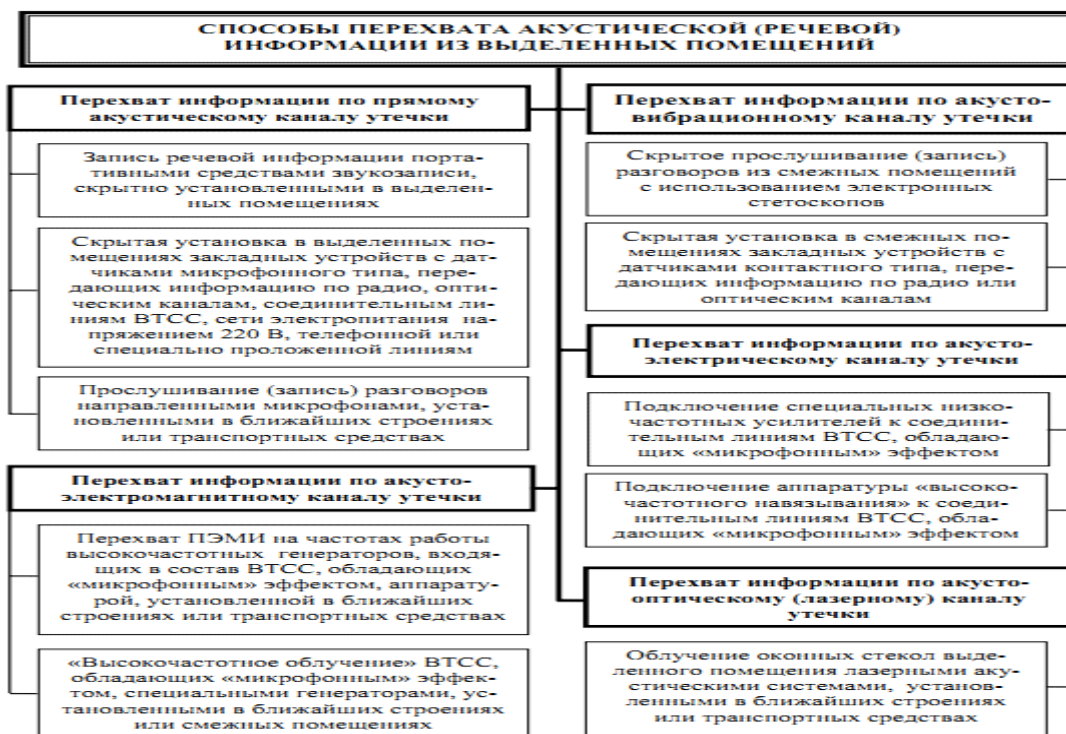 СПОСОБЫ ПЕРЕХВАТА АКУСТИЧЕСКОЙ (РЕЧЕВОЙ)
ИНФОРМАЦИИ ИЗ ВЫДЕЛЕННЫХ ПОМЕЩЕНИЙ
Перехват информации по прямому
акустическому каналу утечки
Запись речевой информации порта-
тивными средствами звукозаписи,
скрытно установленными в выделен-
ных помещениях
Скрытая установка в выделенных по-
мещениях закладных устройств с дат-
чиками микрофонного типа, пере-
дающих информацию по радио, опти-
ческим каналам, соединительным ли-
ниям ВТСС, сети электропитания на-
пряжением 220 В, телефонной или
специально проложенной линиям
Прослушивание (запись) разговоров
направленными микрофонами, уста-
новленными в ближайших строениях
или транспортных средствах
Перехват информации по акусто-
электромагнитному каналу утечки
Перехват ПЭМИ на частотах работы
высокочастотных генераторов, входя-
щих в состав ВТСС, обладающих
«микрофонным» эффектом, аппарату-
рой, установленной в ближайших
строениях или транспортных средствах
«Высокочастотное облучение» ВТСС,
обладающих «микрофонным» эффек-
том, специальными генераторами, ус-
тановленными в ближайших строениях
или смежных помещениях
Перехват информации по акусто-
вибрационному каналу утечки
Скрытое прослушивание (запись)
разговоров из смежных помещений
с использованием электронных
стетоскопов
Скрытая установка в смежных по-
мещениях закладных устройств с
датчиками контактного типа, пере-
дающих информацию по радио или
оптическим каналам
Перехват информации по акусто-
электрическому каналу утечки
Подключение специальных низко-
частотных усилителей к соедини-
тельным линиям ВТСС, обладаю-
щих «микрофонным» эффектом
Подключение аппаратуры «высоко-
частотного навязывания» к соеди-
нительным линиям ВТСС, обла-
дающих «микрофонным» эффектом
Перехват информации по акусто-
оптическому (лазерному) каналу
утечки
Облучение оконных стекол выде-
ленного помещения лазерными аку-
стическими системами, установ-
ленными в ближайших строениях
или транспортных средствах